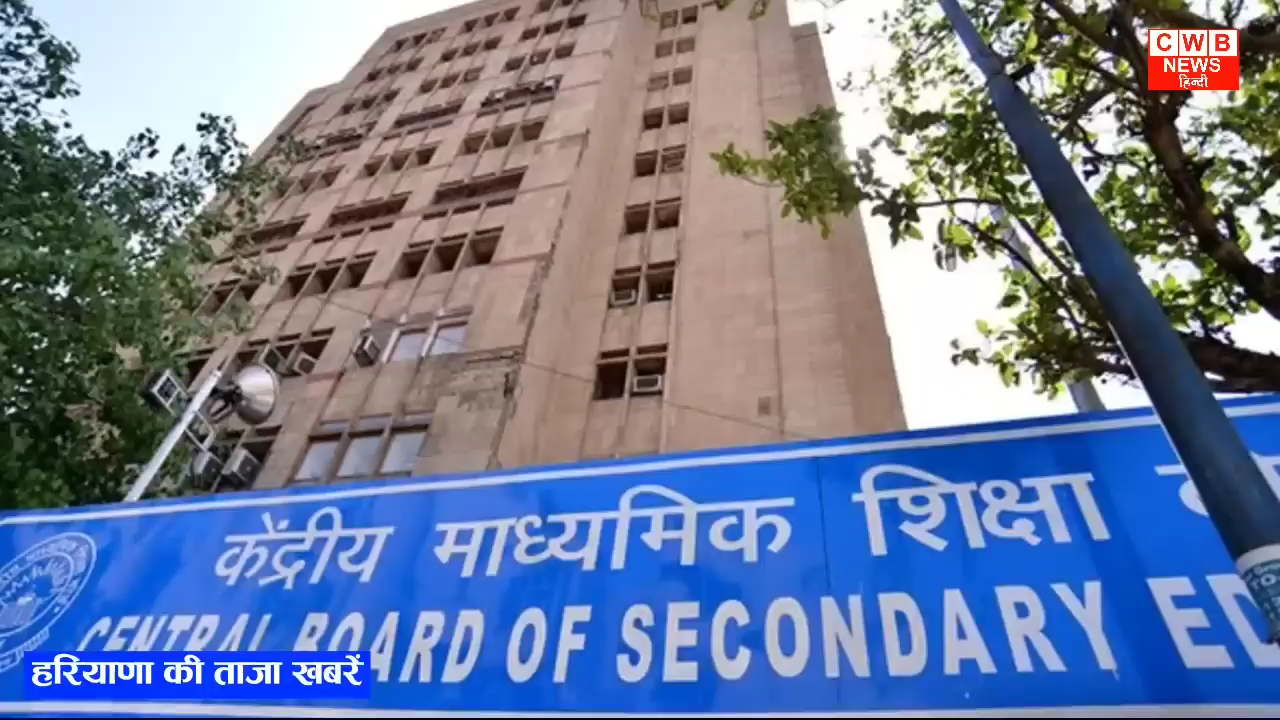 CWB
NEWS
हिन्दी
केंद्रीय माध्यमिक शिक्षा
CENTRAL BOARD OF SECONDARY ED
हरियाणा की ताजा खबरें